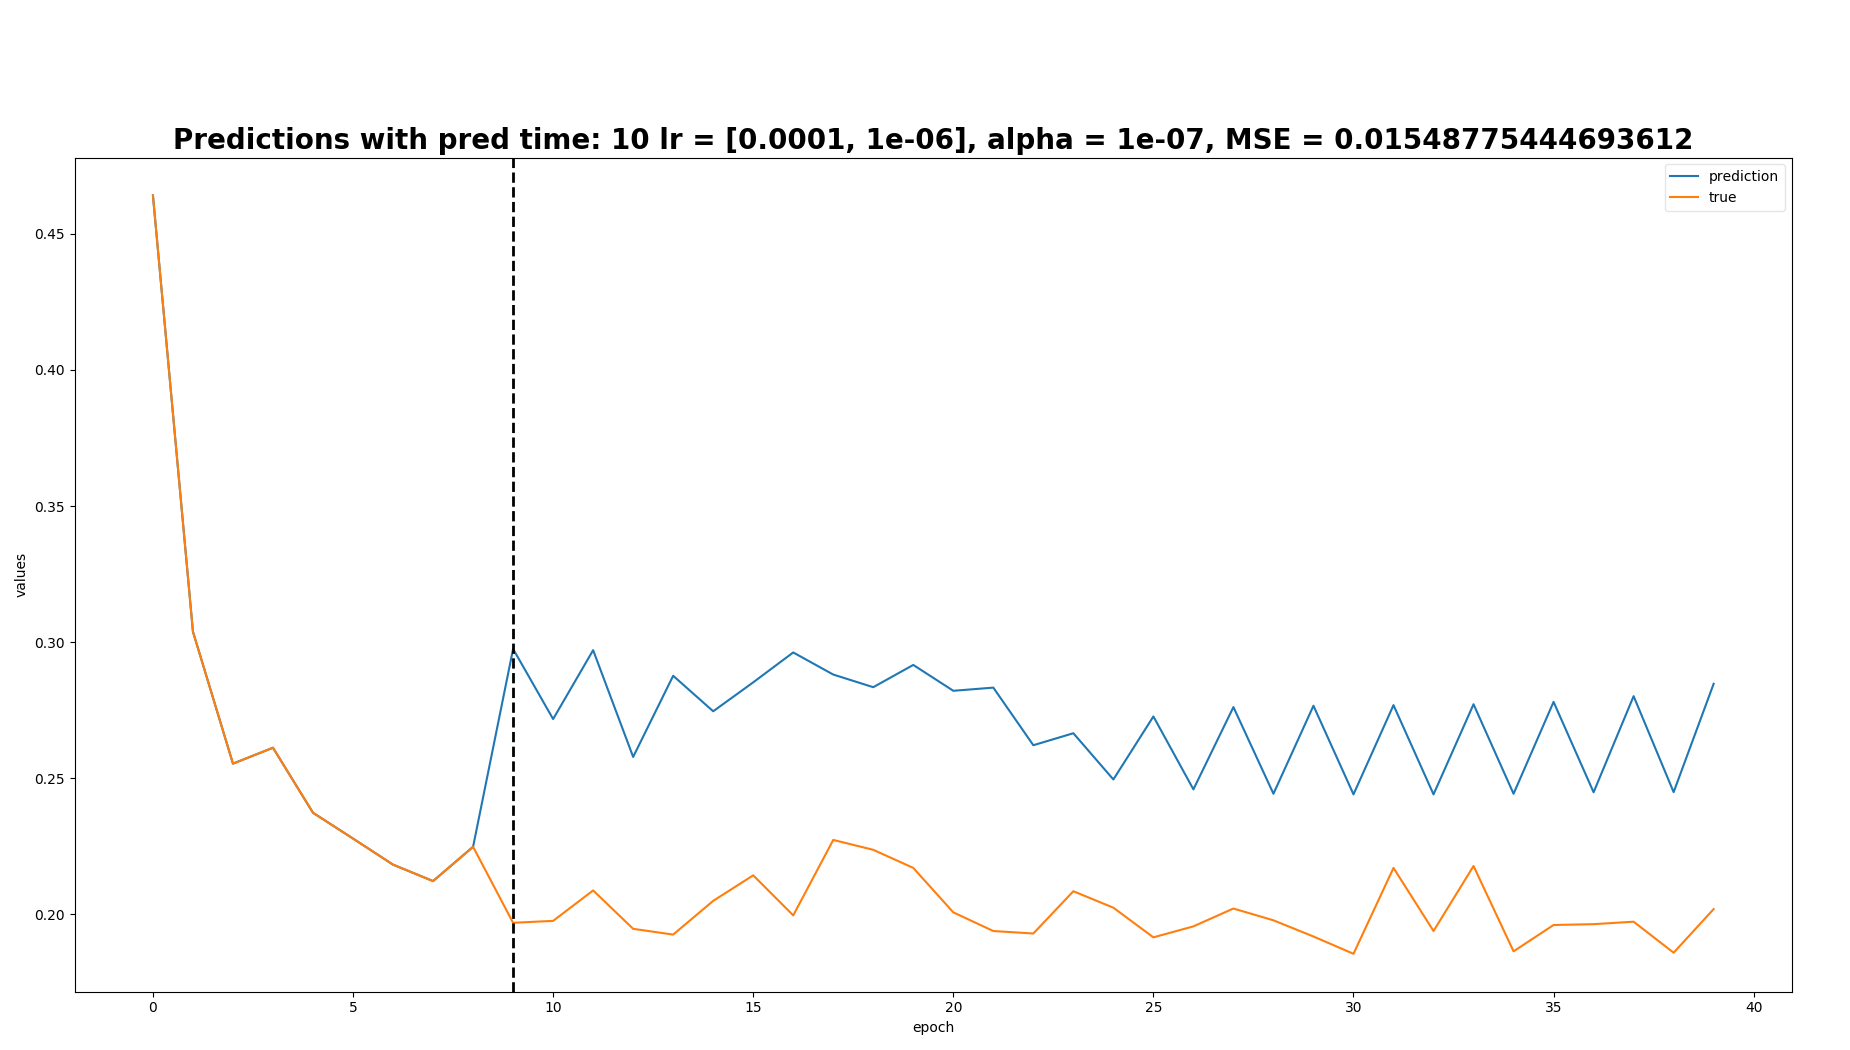 Predictions with pred time: 10 lr = [0.0001, 1e-06], alpha = 1e-07, MSE = 0.01548775444693612
prediction
true
values
0.45
0.40
0.35
0.30
0.25
0.20
0 5 10 15 20 25 30 35 40
epoch